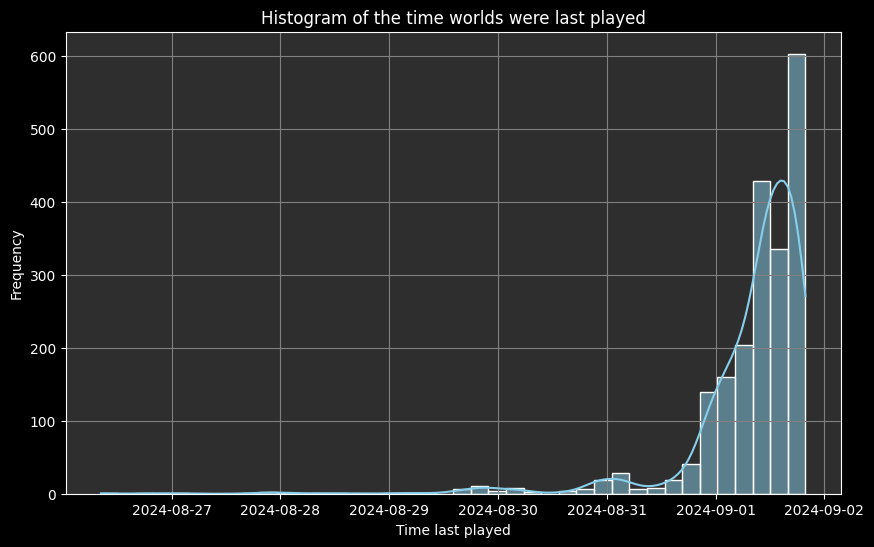 Histogram of the time worlds were last played
Frequency
600
500
400
300
200
100
0
2024-08-27 2024-08-28 2024-08-29 2024-08-30 2024-08-31 2024-09-01 2024-09-02
Time last played